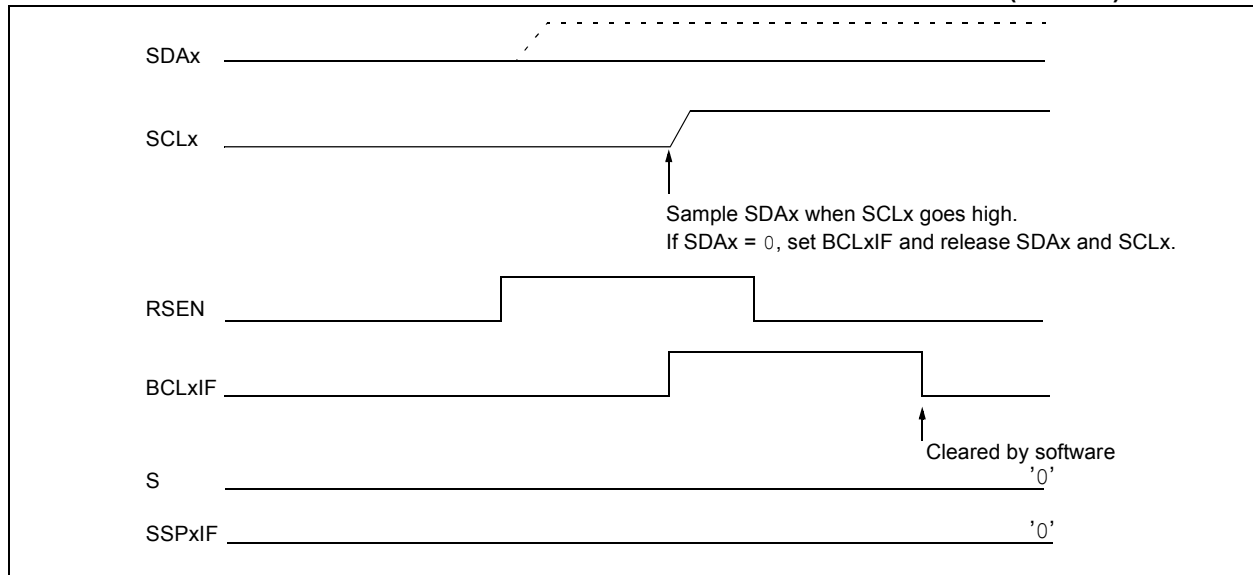 SDAx
SCLx
Sample SDAx when SCLx goes high.
If SDAx = 0, set BCLxIF and release SDAx and SCLx.
RSEN
BCLxIF
Cleared by software
S
'0'
SSPxIF
'0'